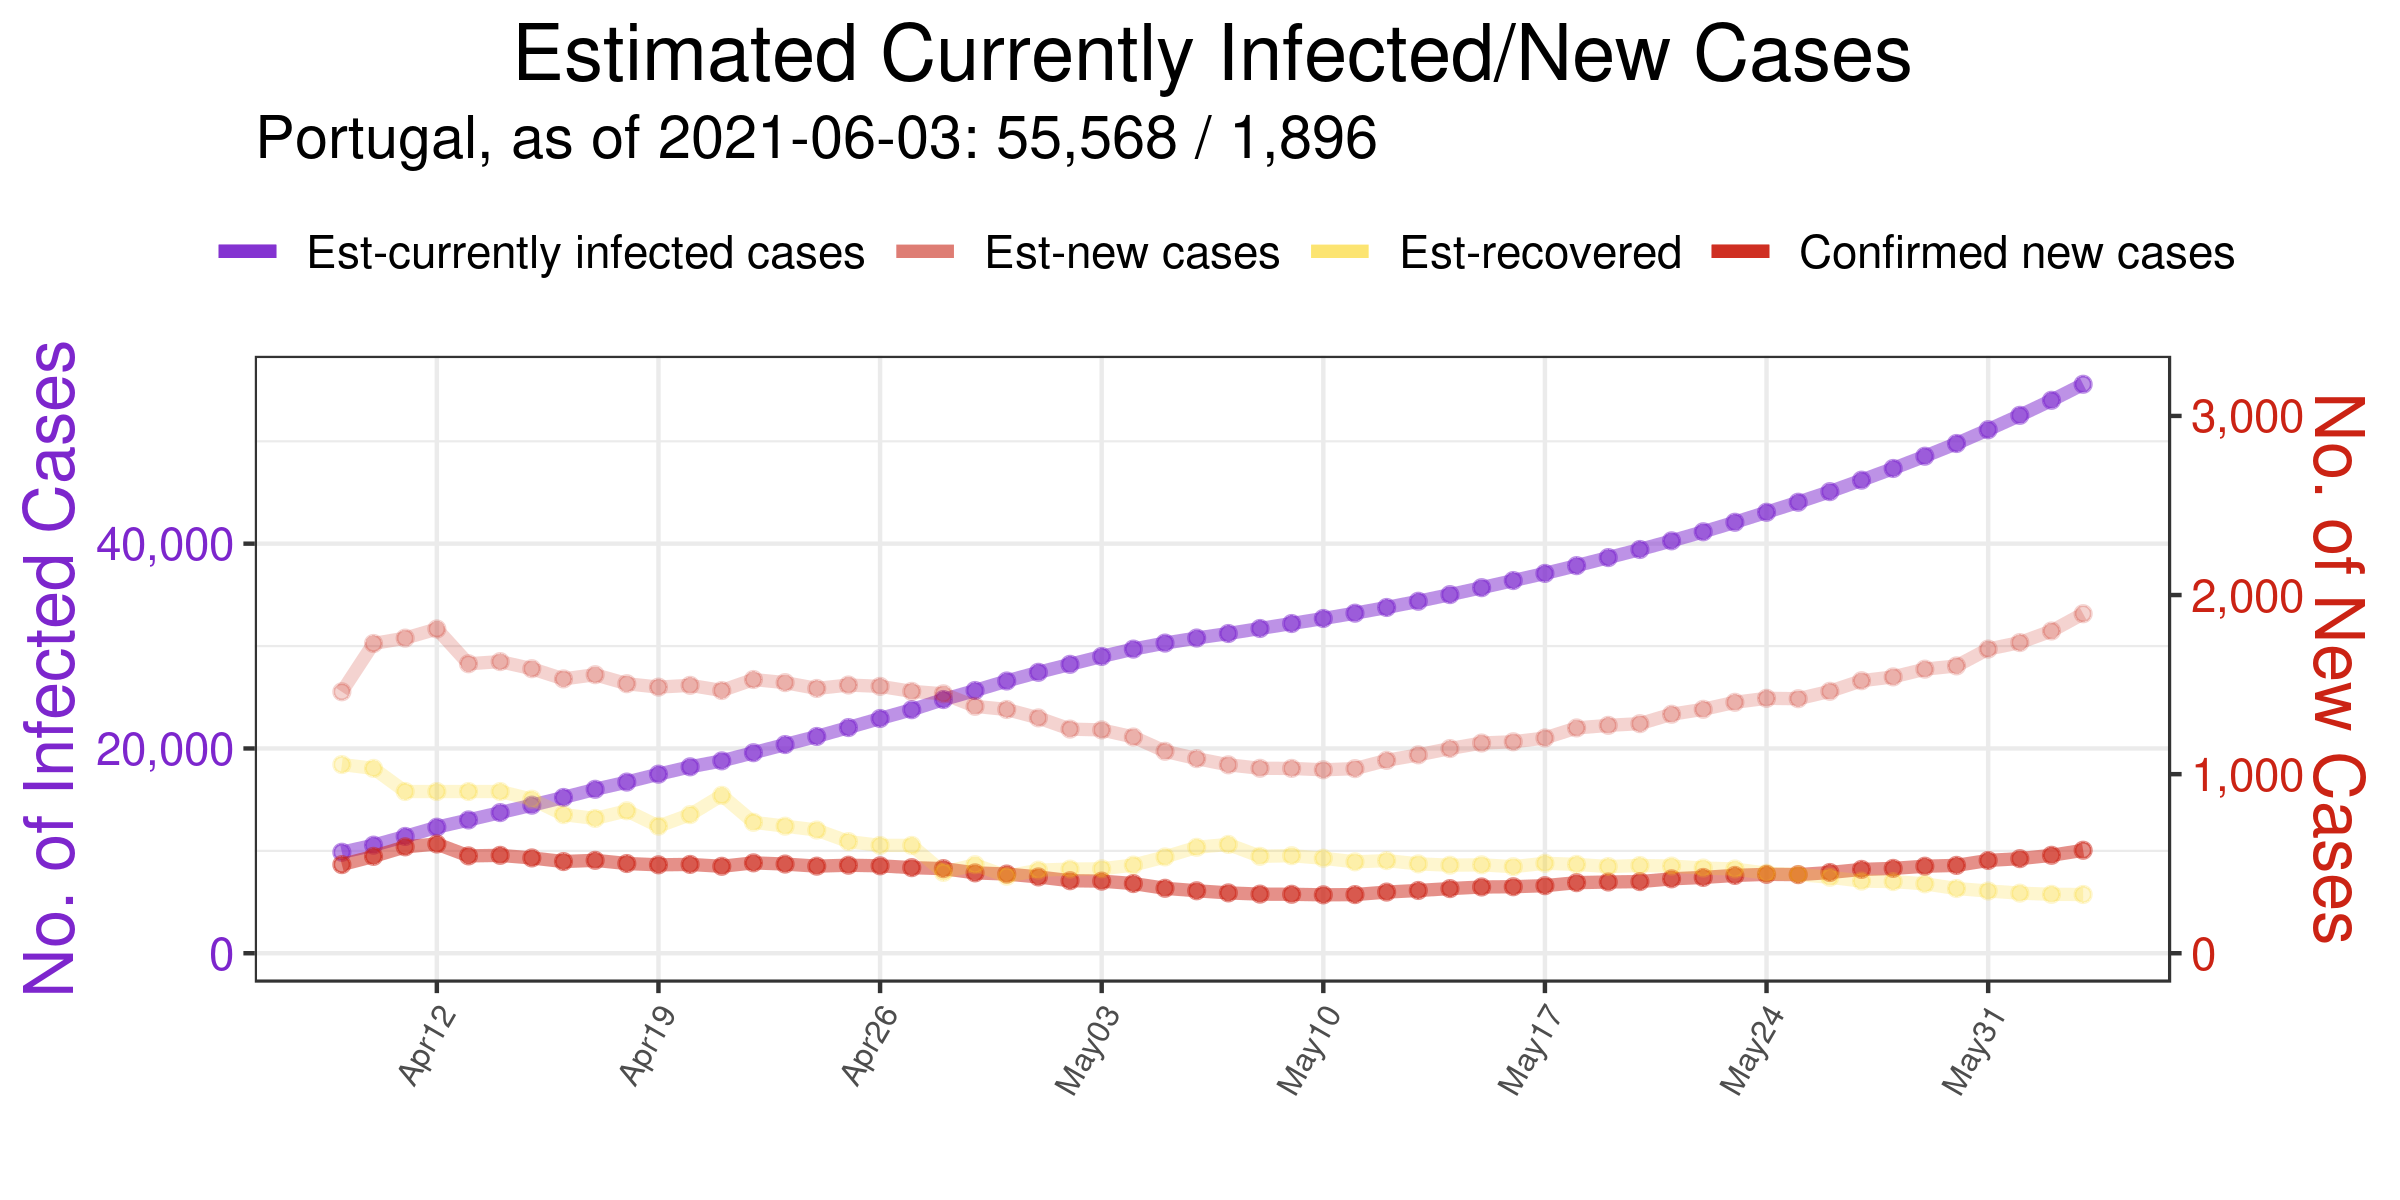 Estimated Currently Infected/New Cases
Portugal, as of 2021-06-03: 55,568 / 1,896
Est-currently infected cases Est-new cases Est-recovered Confirmed new cases
No. of Infected Cases
40,000
20,000
0
3,000
2,000
1,000
0
No. of New Cases
Apr12 Apr19 Apr26 May03 May10 May17 May24 May31